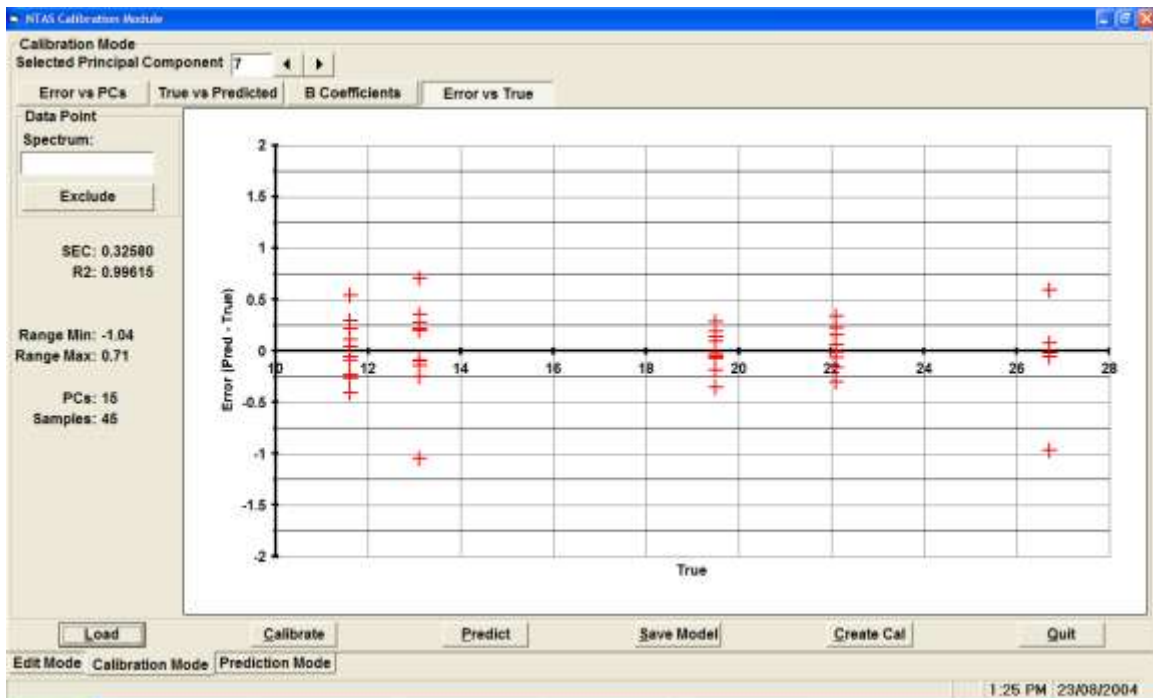 NTAS Calibration Module
Calibration Mode
Selected Principal Component 7
Error vs PCs True vs Predicted B Coefficients Error vs True
Data Point
Spectrum:
Exclude
SEC: 0.32580
R2: 0.99615
Range Min: -1.04
Range Max: 0.71
PCs: 15
Samples: 45
Error (Pred - True)
2
1.5
1
0.5
0
-0.5
-1
-1.5
-2
10 12 14 16 18 20 22 24 26 28
True
Load Calibrate Predict Save Model Create Cal Quit
Edit Mode Calibration Mode Prediction Mode
1:25 PM 23/08/2004